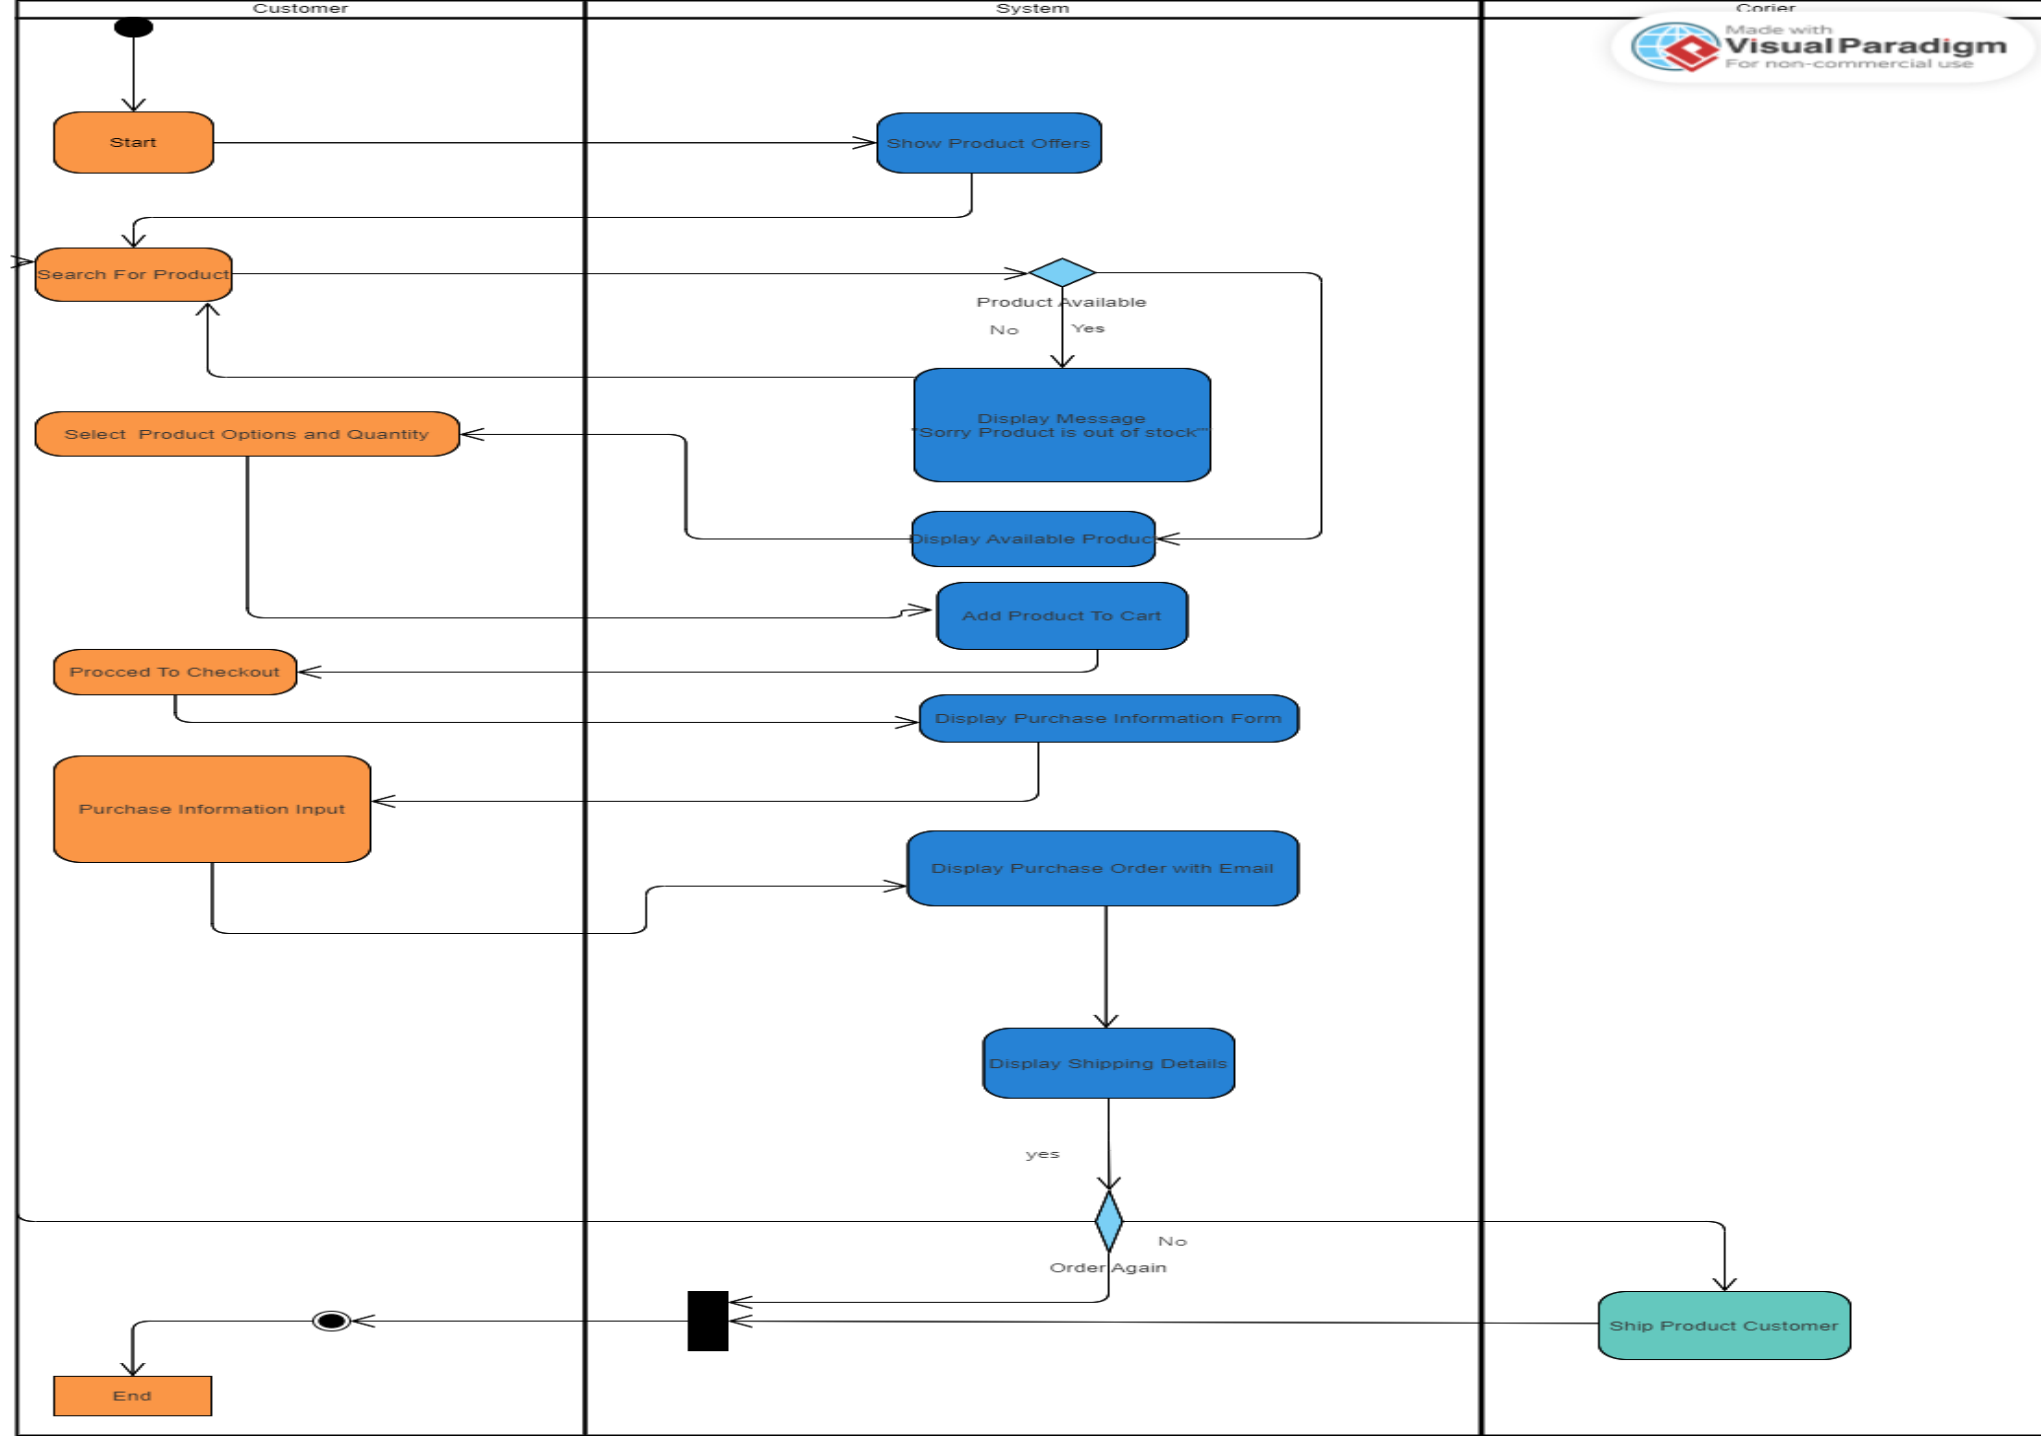 Customer
System
Corier
Made with
Visual Paradigm
For non-commercial use
Start
Show Product Offers
Search For Product
Product Available
No
Yes
Display Message
"Sorry Product is out of stock""
Select  Product Options and Quantity
Display Available Produc
Add Product To Cart
Procced To Checkout
Display Purchase Information Form
Purchase Information Input
Display Purchase Order with Email
Display Shipping Details
yes
No
Order Again
Ship Product Customer
End